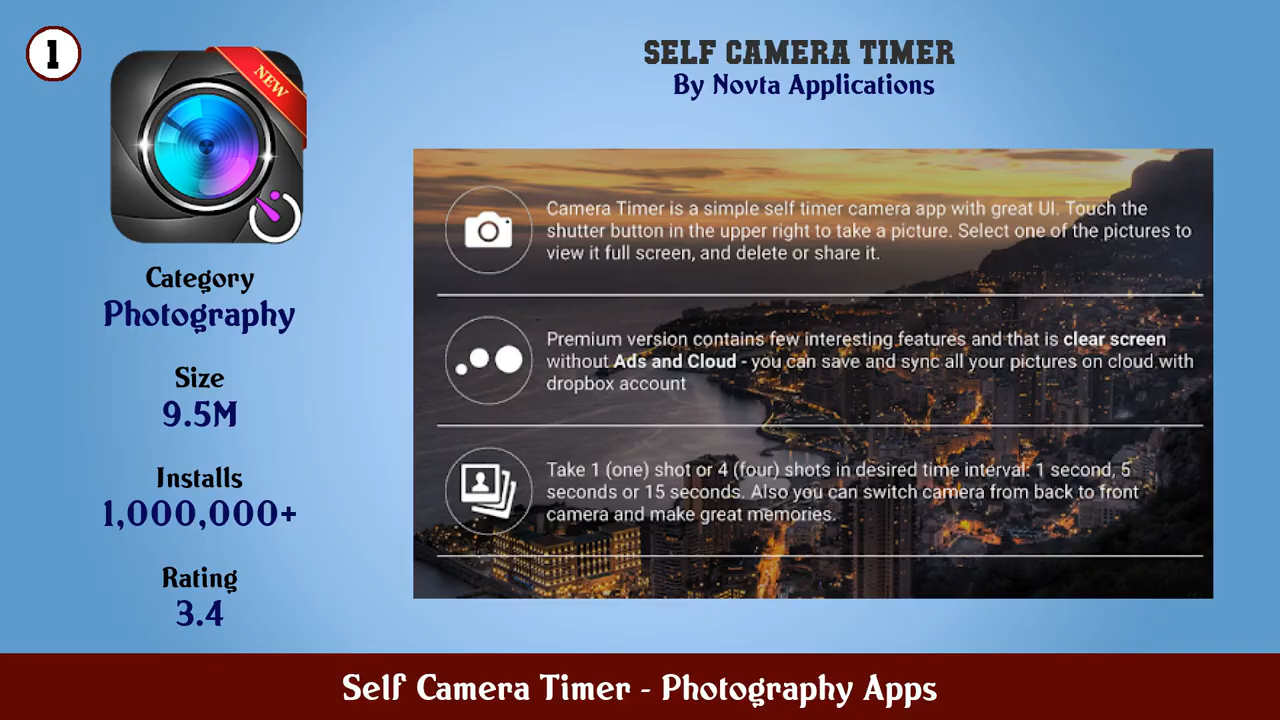 1
NEW
SELF CAMERA TIMER
By Novta Applications
Category
Photography
Size
9.5M
Installs
1,000,000+
Rating
3.4
Camera Timer is a simple self timer camera app with great UI. Touch the
shutter button in the upper right to take a picture. Select one of the pictures to
view it full screen, and delete or share it.
Premium version contains few interesting features and that is clear screen
without Ads and Cloud - you can save and sync all your pictures on cloud with
dropbox account
Take 1 (one) shot or 4 (four) shots in desired time interval: 1 second, 5
seconds or 15 seconds. Also you can switch camera from back to front
camera and make great memories.
Self Camera Timer - Photography Apps